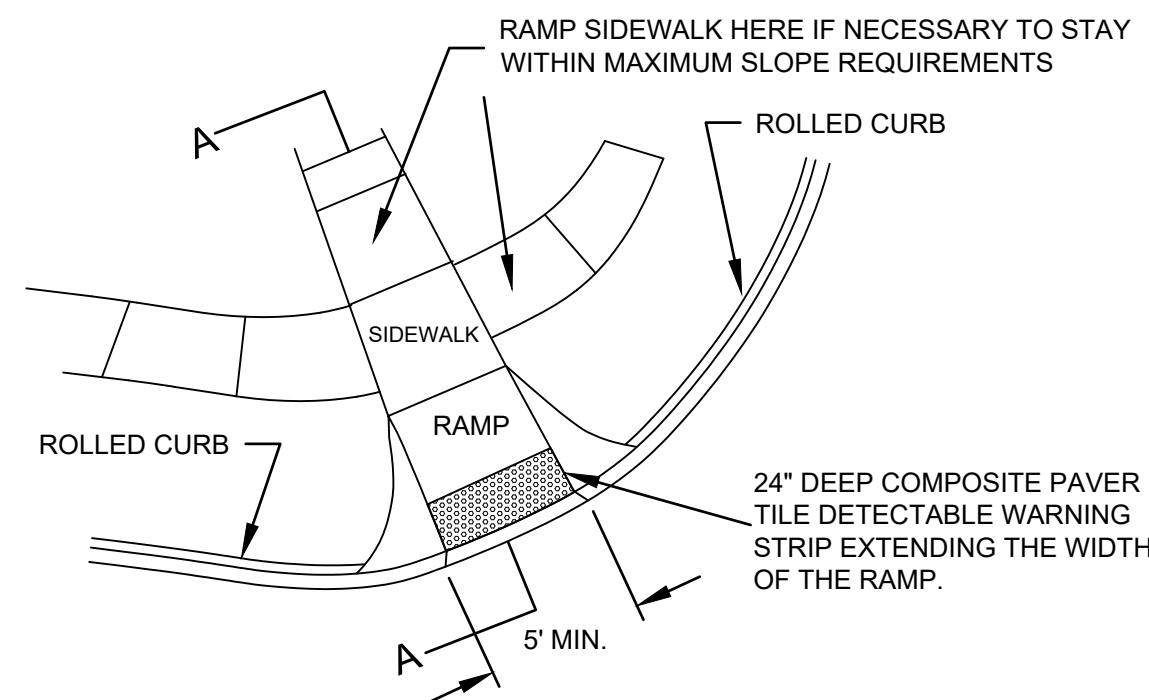 RAMP SIDEWALK HERE IF NECESSARY TO STAY
WITHIN MAXIMUM SLOPE REQUIREMENTS
A
ROLLED CURB
SIDEWALK
RAMP
ROLLED CURB
24" DEEP COMPOSITE PAVER
TILE DETECTABLE WARNING
STRIP EXTENDING THE WIDTH
OF THE RAMP.
5' MIN.
A